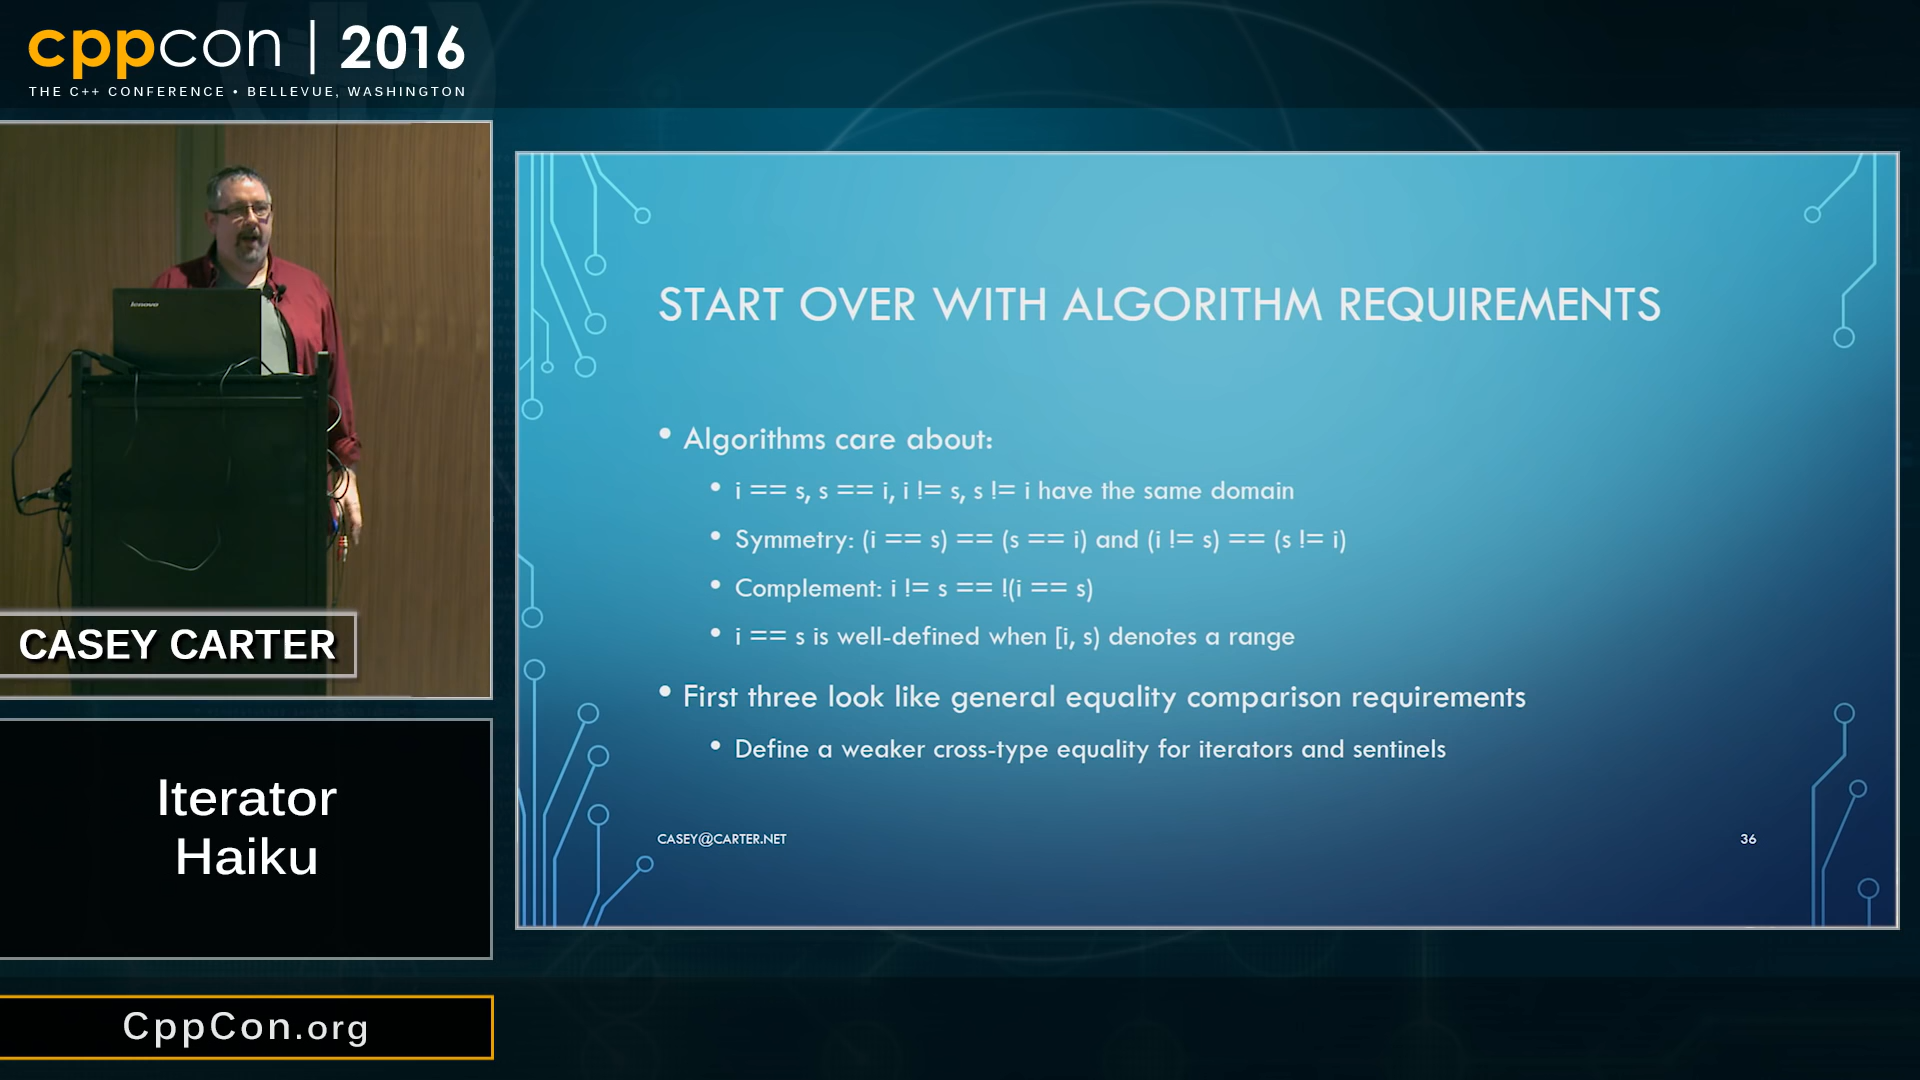 cppcon | 2016
THE C++ CONFERENCE • BELLEVUE, WASHINGTON
lenovo
CASEY CARTER
Iterator
Haiku
CppCon.org
START OVER WITH ALGORITHM REQUIREMENTS
• Algorithms care about:
• i == s, s == i, i != s, s != i have the same domain
• Symmetry: (i == s) == (s == i) and (i != s) == (s != i)
• Complement: i != s == !(i == s)
• i == s is well-defined when [i, s) denotes a range
• First three look like general equality comparison requirements
• Define a weaker cross-type equality for iterators and sentinels
CASEY@CARTER.NET
36